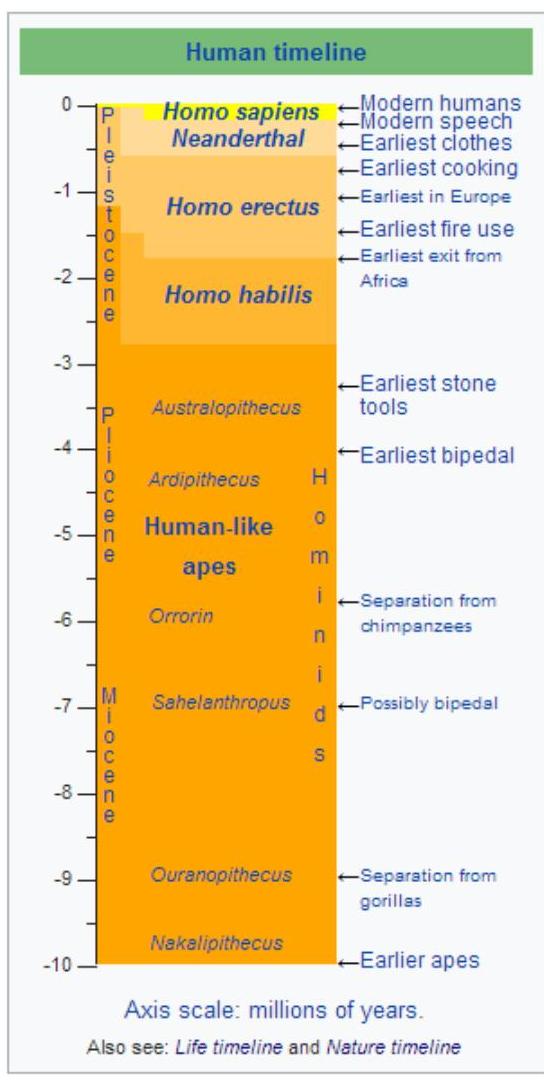 Human timeline
0
-1
-2
-3
-4
-5
-6
-7
-8
-9
-10
Pleistocene
Pliocene
Miocene
Homo sapiens
Neanderthal
Homo erectus
Homo habilis
Australopithecus
Ardipithecus
Human-like
apes
Orrorin
Sahelanthropus
Ouranopithecus
Nakalipithecus
Hominids
←Modern humans
←Modern speech
←Earliest clothes
←Earliest cooking
←Earliest in Europe
←Earliest fire use
←Earliest exit from
Africa
←Earliest stone
tools
←Earliest bipedal
←Separation from
chimpanzees
←Possibly bipedal
←Separation from
gorillas
←Earlier apes
Axis scale: millions of years.
Also see: Life timeline and Nature timeline